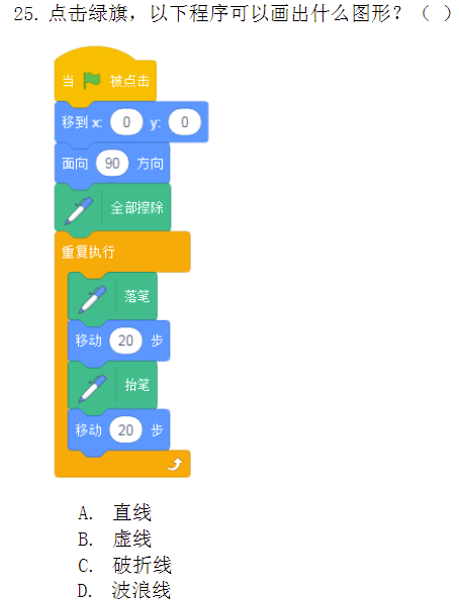 25. 点击绿旗，以下程序可以画出什么图形？（ ）
当 被点击
移到 x: 0 y: 0
面向 90 方向
全部擦除
重复执行
落笔
移动 20 步
抬笔
移动 20 步
A. 直线
B. 虚线
C. 破折线
D. 波浪线